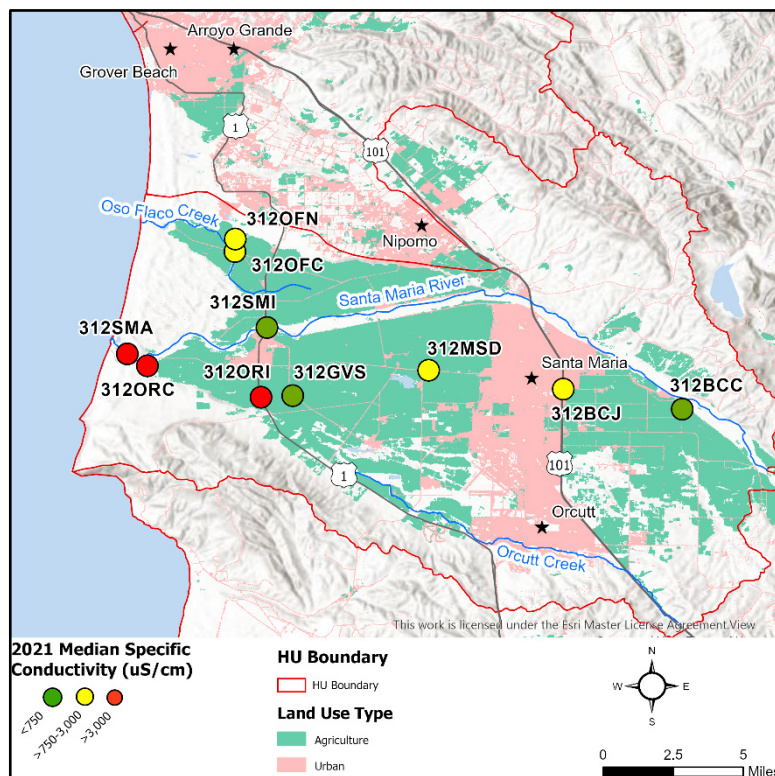 Arroyo Grande
Grover Beach
1
101
Oso Flaco Creek
312OFN
Nipomo
312OFC
312SMI
Santa Maria River
312SMA
312ORC
312ORI
312GVS
312MSD
Santa Maria
312BCC
312BCJ
101
1
Orcutt
Orcutt Creek
This work is licensed under the Esri Master License Agreement.View
2021 Median Specific
Conductivity (uS/cm)
<750
>750-3,000
>3,000
HU Boundary
HU Boundary
Land Use Type
Agriculture
Urban
N
W
E
S
0 2.5 5
Miles